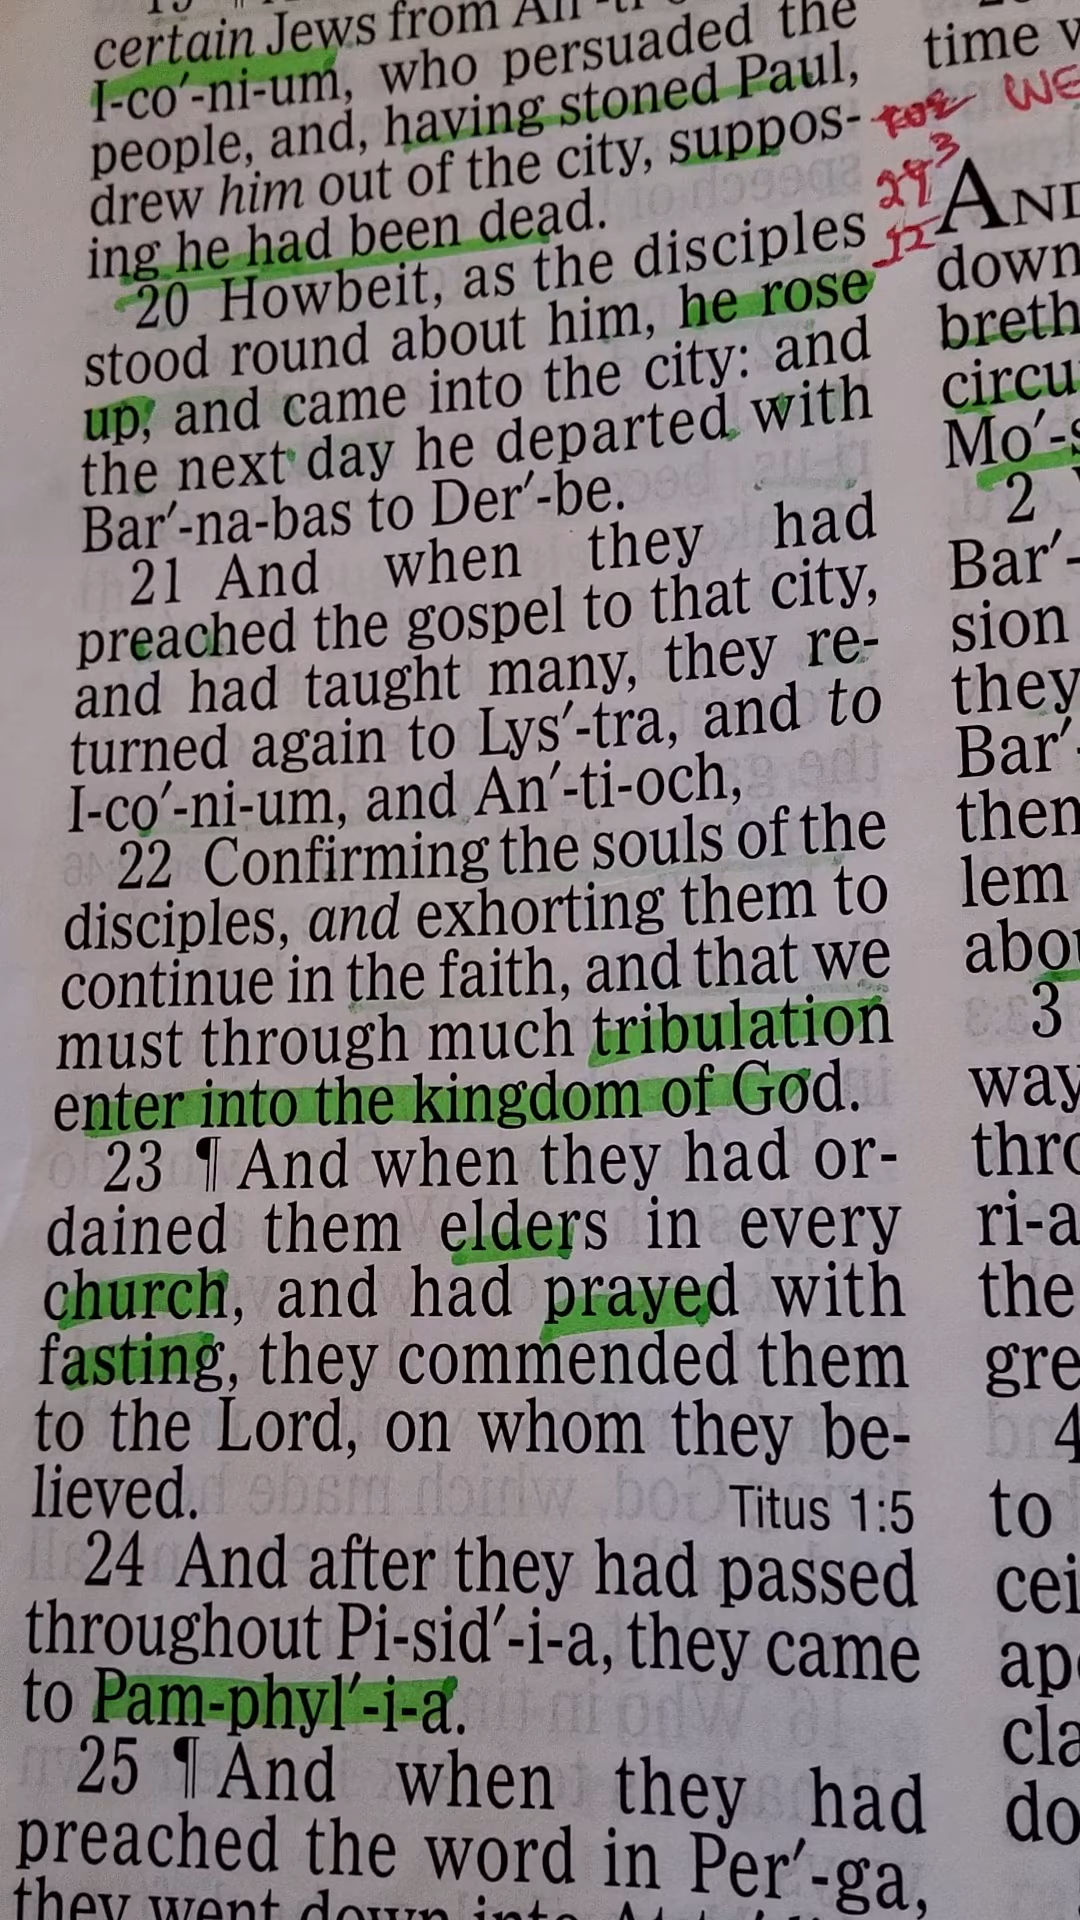 certain Jews from
I-co′-ni-um, who persuaded the
people, and, having stoned Paul,
drew him out of the city, suppos-
ing he had been dead.
20 Howbeit, as the disciples
stood round about him, he rose
up, and came into the city: and
the next day he departed with
Bar′-na-bas to Der′-be.
21 And when they had
preached the gospel to that city,
and had taught many, they re-
turned again to Lys′-tra, and to
I-co′-ni-um, and An′-ti-och,
22 Confirming the souls of the
disciples, and exhorting them to
continue in the faith, and that we
must through much tribulation
enter into the kingdom of God.
23 ¶ And when they had or-
dained them elders in every
church, and had prayed with
fasting, they commended them
to the Lord, on whom they be-
lieved.
Titus 1:5
24 And after they had passed
throughout Pi-sid′-i-a, they came
to Pam-phyl′-i-a.
25 ¶ And when they had
preached the word in Per′-ga,
they went down into
time
WE
AND
down
breth
circu
Mo′-s
2
Bar′-
sion
they
Bar′-
then
lem
abou
3
way
thro
ri-a
the
gre
4
to
cei
apo
cla
do